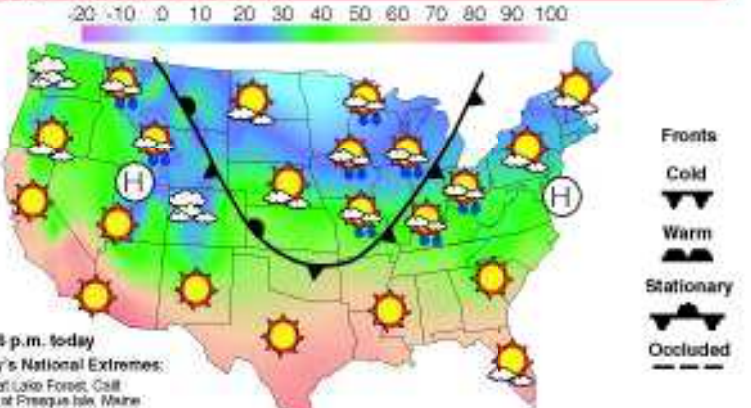 -20 -10 0 10 20 30 40 50 60 70 80 90 100
H
H
Fronts
Cold
Warm
Stationary
Occluded
p.m. today
y's National Extremes:
at Lake Forest, Calif
at Presque Isle, Maine